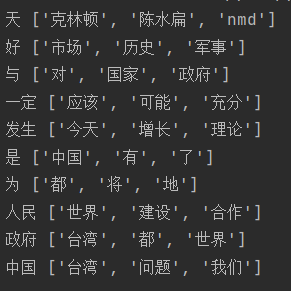 天 ['克林顿', '陈水扁', 'nmd']
好 ['市场', '历史', '军事']
与 ['对', '国家', '政府']
一定 ['应该', '可能', '充分']
发生 ['今天', '增长', '理论']
是 ['中国', '有', '了']
为 ['都', '将', '地']
人民 ['世界', '建设', '合作']
政府 ['台湾', '都', '世界']
中国 ['台湾', '问题', '我们']